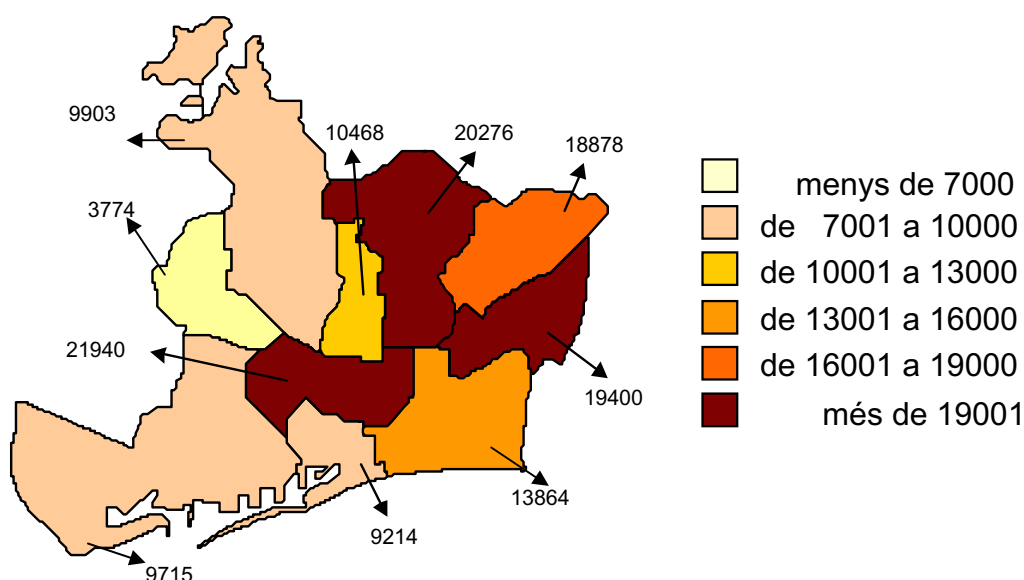 9903
10468
20276
18878
3774
21940
19400
13864
9214
9715
menys de 7000
de 7001 a 10000
de 10001 a 13000
de 13001 a 16000
de 16001 a 19000
més de 19001